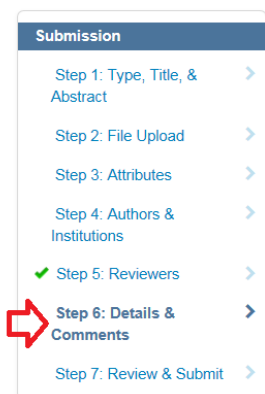 Submission
Step 1: Type, Title, &
Abstract
Step 2: File Upload
Step 3: Attributes
Step 4: Authors &
Institutions
Step 5: Reviewers
Step 6: Details &
Comments
Step 7: Review & Submit